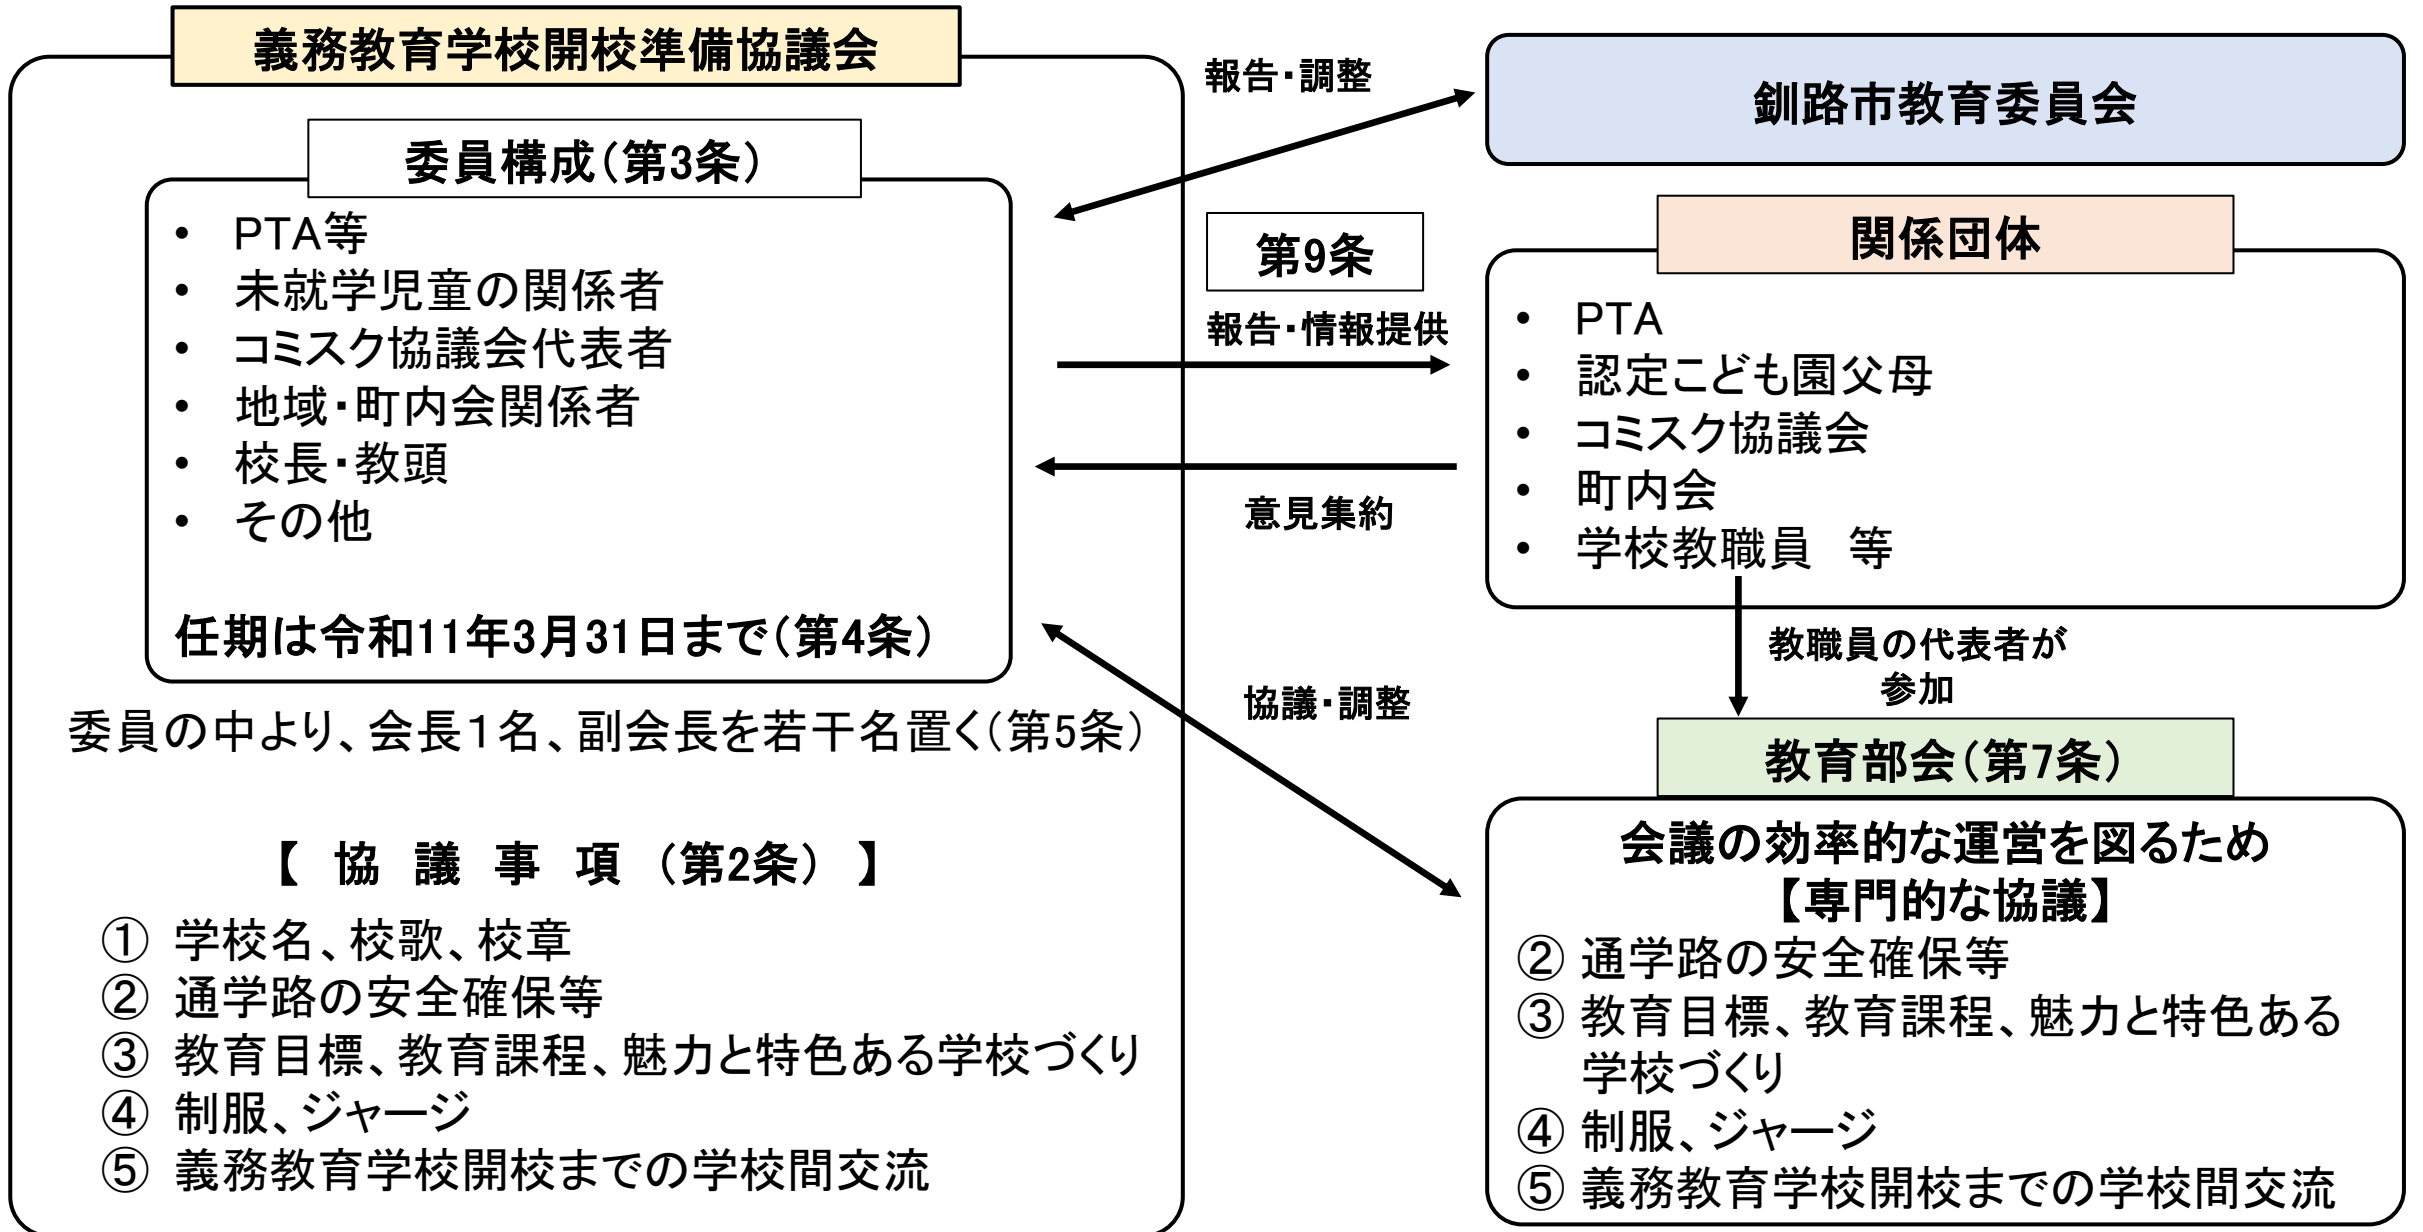 義務教育学校開校準備協議会
委員構成（第3条）
• PTA等
• 未就学児童の関係者
• コミスク協議会代表者
• 地域・町内会関係者
• 校長・教頭
• その他
任期は令和11年3月31日まで（第4条）
委員の中より、会長１名、副会長を若干名置く（第5条）
【 協 議 事 項 （第2条） 】
① 学校名、校歌、校章
② 通学路の安全確保等
③ 教育目標、教育課程、魅力と特色ある学校づくり
④ 制服、ジャージ
⑤ 義務教育学校開校までの学校間交流
報告・調整
第9条
報告・情報提供
意見集約
協議・調整
釧路市教育委員会
関係団体
• PTA
• 認定こども園父母
• コミスク協議会
• 町内会
• 学校教職員 等
教職員の代表者が
参加
教育部会（第7条）
会議の効率的な運営を図るため
【専門的な協議】
② 通学路の安全確保等
③ 教育目標、教育課程、魅力と特色ある
学校づくり
④ 制服、ジャージ
⑤ 義務教育学校開校までの学校間交流